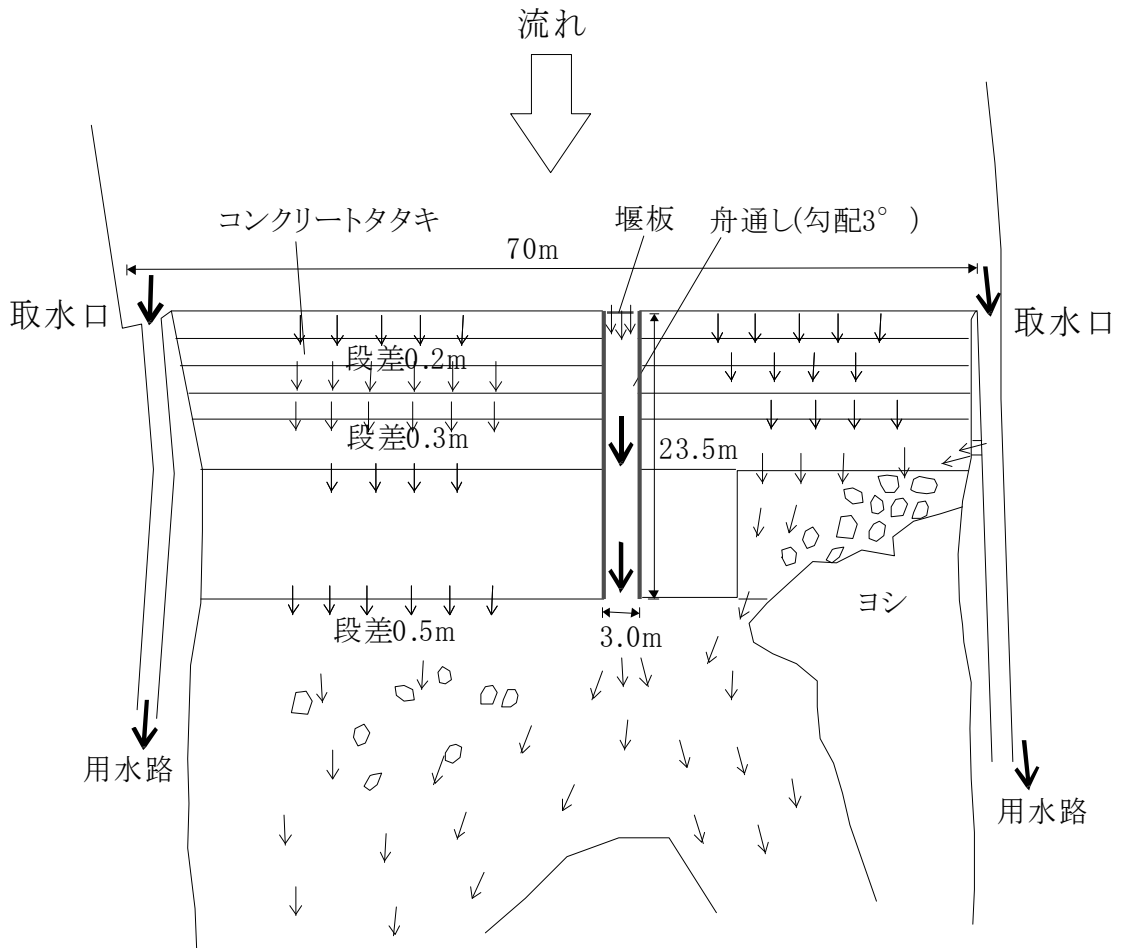 流れ
コンクリートタタキ
堰板
舟通し(勾配3°)
70m
取水口
取水口
段差0.2m
段差0.3m
23.5m
ヨシ
段差0.5m
3.0m
用水路
用水路